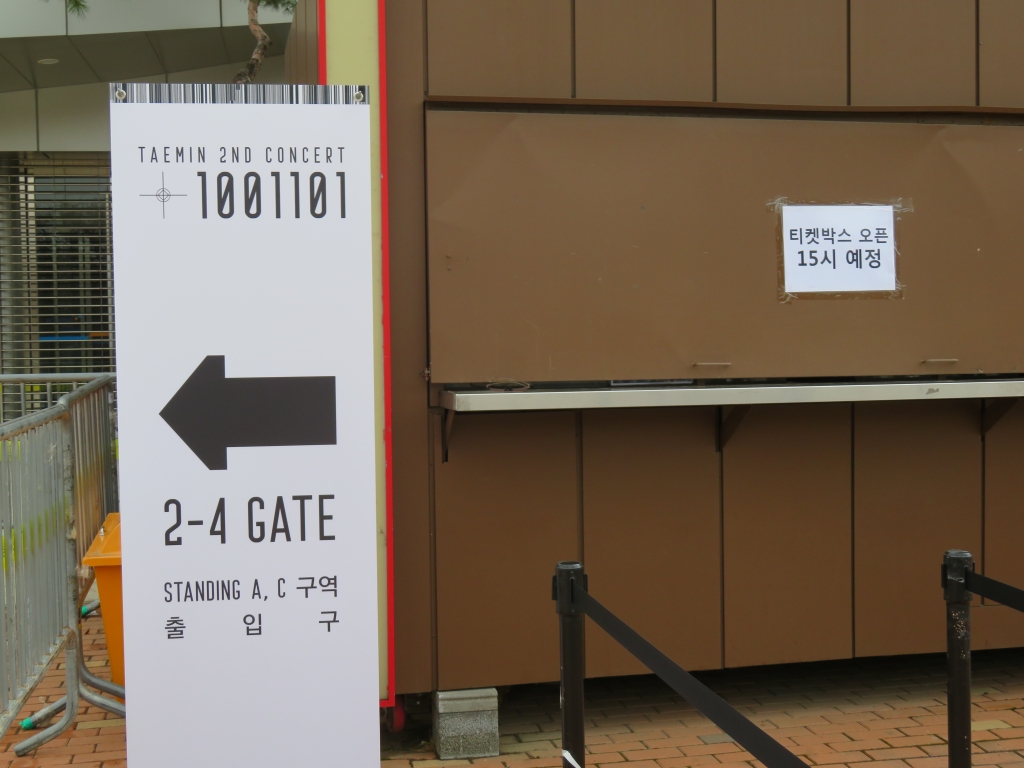 TAEMIN 2ND CONCERT
1001101
2-4 GATE
STANDING A, C 구역
출 입 구
티켓박스 오픈
15시 예정